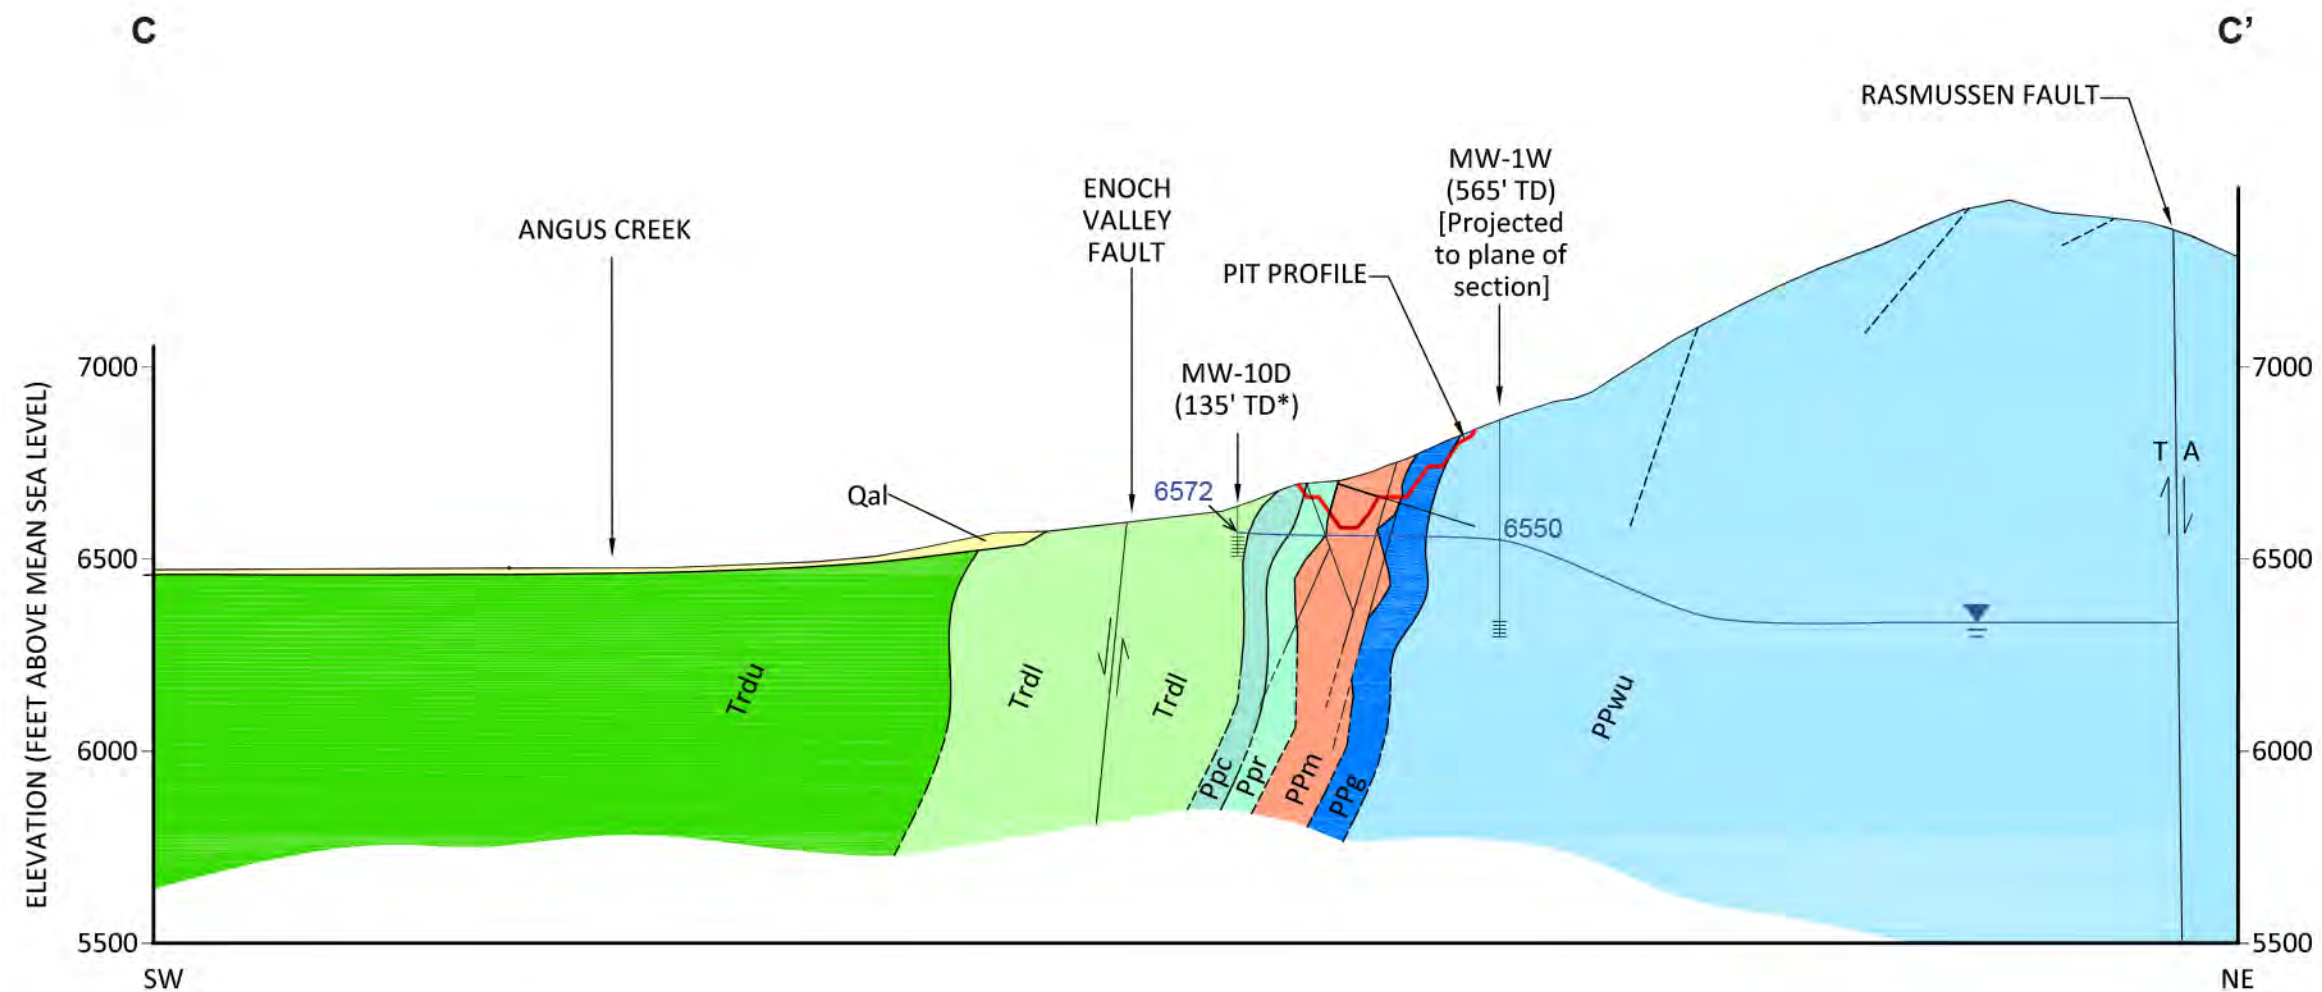 C
C’
RASMUSSEN FAULT
MW-1W
(565' TD)
[Projected
to plane of
section]
ENOCH
VALLEY
FAULT
ANGUS CREEK
PIT PROFILE
7000
7000
MW-10D
(135' TD*)
T A
6572
Qal
6550
6500
6500
ELEVATION (FEET ABOVE MEAN SEA LEVEL)
Trdu
Trdl
Trdl
PPwu
6000
6000
Ppc
Ppr
PPm
PPg
5500
5500
SW
NE